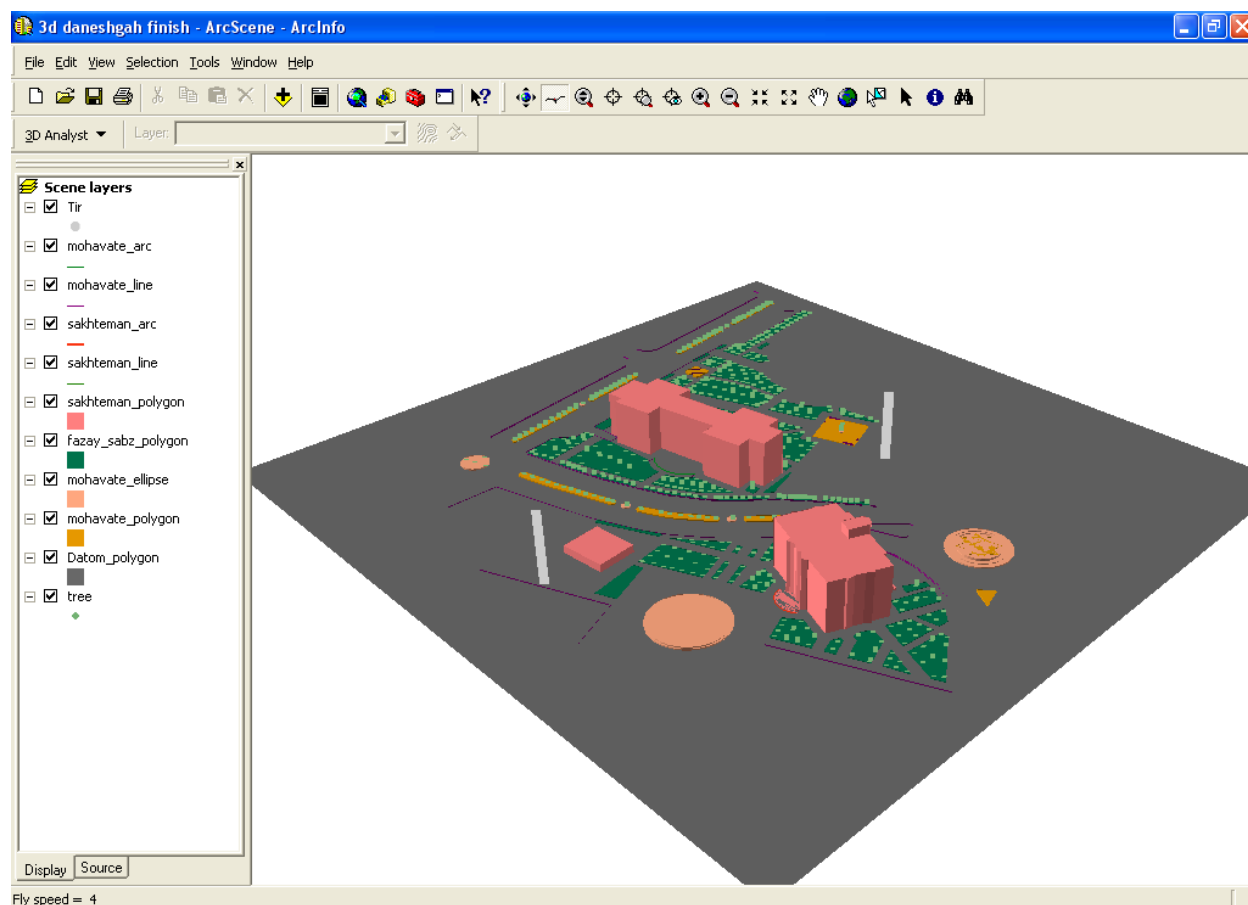 3d daneshgah finish - ArcScene - ArcInfo
File Edit View Selection Tools Window Help
3D Analyst Layer:
Scene layers
Tir
mohavate_arc
mohavate_line
sakhteman_arc
sakhteman_line
sakhteman_polygon
fazay_sabz_polygon
mohavate_ellipse
mohavate_polygon
Datom_polygon
tree
Display Source
Fly speed = 4